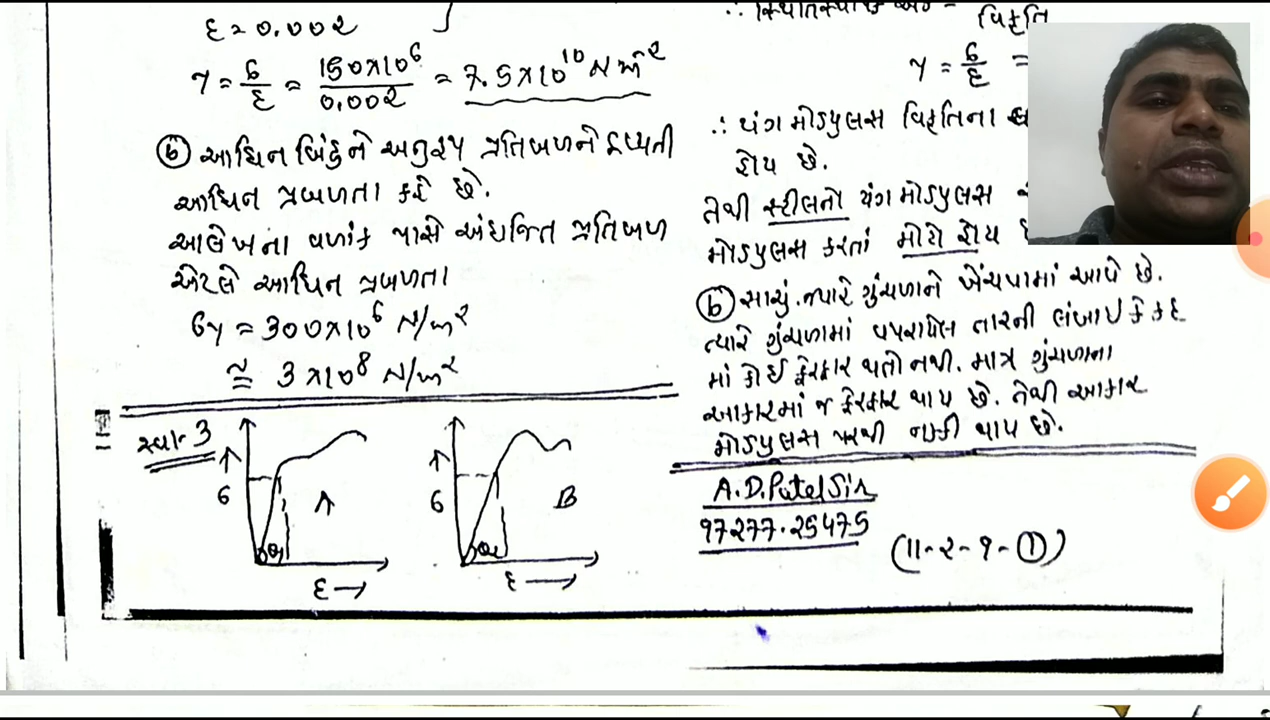 ε = 0.002
γ = σ/ε = 150×10⁶/0.002 = 7.5×10¹⁰ N m⁻²
(b) આધિન બિંદુને અનુરૂપ પ્રતિબળને દ્રવ્યની
આધિન પ્રબળતા કહે છે.
આલેખના વળાંક પાસે અંદાજિત પ્રતિબળ
એટલે આધિન પ્રબળતા
σy = 300×10⁶ N/m²
≅ 3×10⁸ N/m²
સ્વા-3
σ
A
ε →
σ
B
ε →
વિકૃતિ
γ = σ/ε =
∴ યંગ મોડ્યુલસ વિકૃતિના
હોય છે.
તેથી સ્ટીલનો યંગ મોડ્યુલસ
મોડ્યુલસ કરતાં મોટો હોય
(b) સાચું. જ્યારે ગુંચળાને ખેંચવામાં આવે છે.
ત્યારે ગુંચળામાં વપરાયેલ તારની લંબાઈ કે કદ
માં કોઈ ફેરફાર થતો નથી. માત્ર ગુંચળાના
આકારમાં જ ફેરફાર થાય છે. તેથી આકાર
મોડ્યુલસ પરથી નક્કી થાય છે.
A.D.Patel Sir
97277.25475
(11-2-9-①)